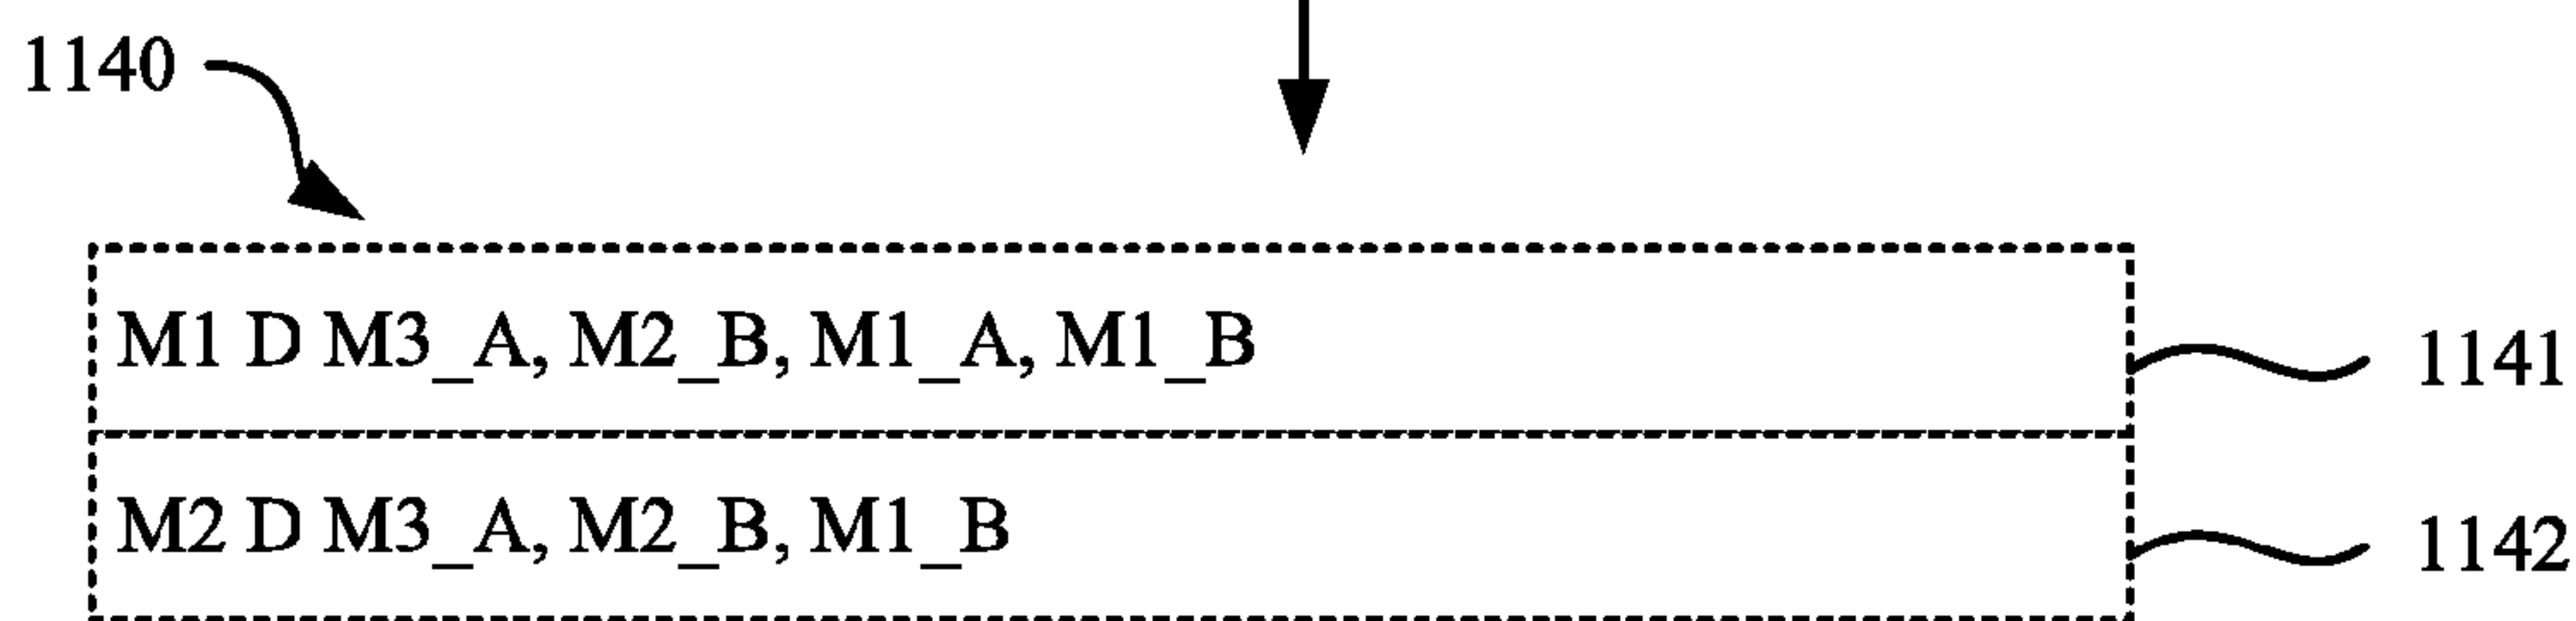 1140
M1 D M3_A, M2_B, M1_A, M1_B
1141
M2 D M3_A, M2_B, M1_B
1142